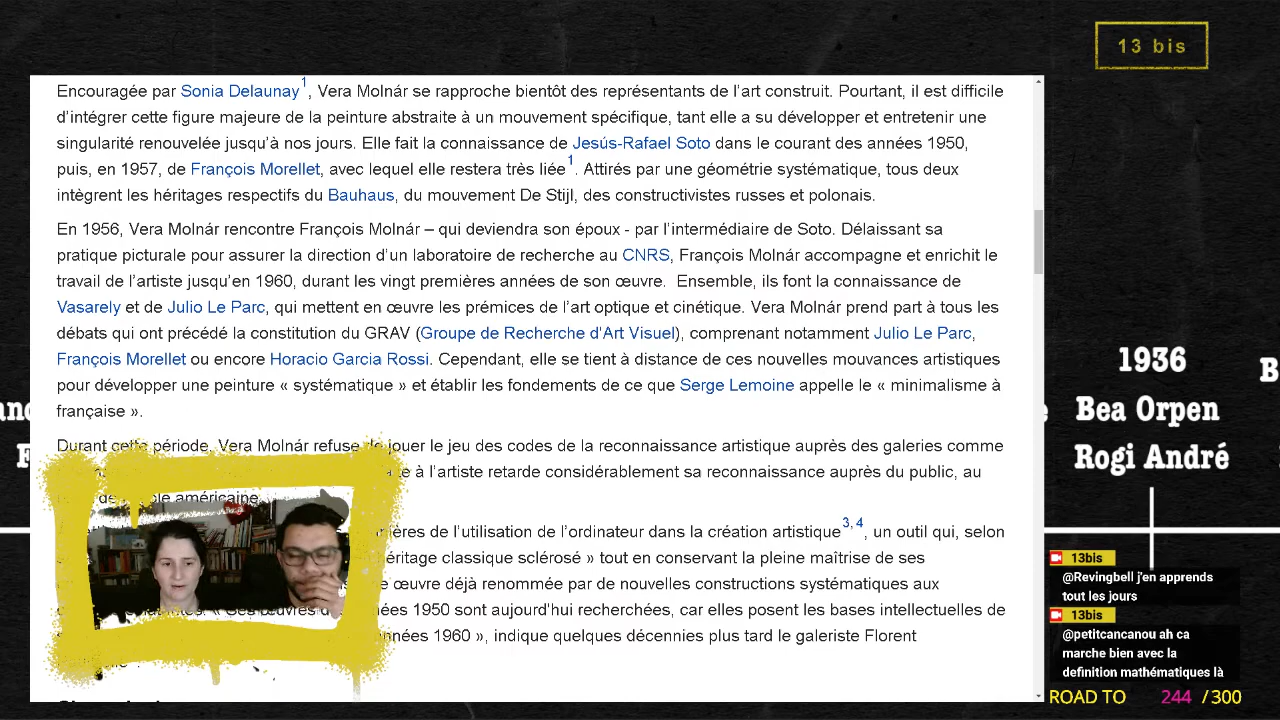 13 bis
Encouragée par Sonia Delaunay1, Vera Molnár se rapproche bientôt des représentants de l'art construit. Pourtant, il est difficile
d'intégrer cette figure majeure de la peinture abstraite à un mouvement spécifique, tant elle a su développer et entretenir une
singularité renouvelée jusqu'à nos jours. Elle fait la connaissance de Jesús-Rafael Soto dans le courant des années 1950,
puis, en 1957, de François Morellet, avec lequel elle restera très liée1. Attirés par une géométrie systématique, tous deux
intègrent les héritages respectifs du Bauhaus, du mouvement De Stijl, des constructivistes russes et polonais.
En 1956, Vera Molnár rencontre François Molnár – qui deviendra son époux - par l'intermédiaire de Soto. Délaissant sa
pratique picturale pour assurer la direction d'un laboratoire de recherche au CNRS, François Molnár accompagne et enrichit le
travail de l'artiste jusqu'en 1960, durant les vingt premières années de son œuvre. Ensemble, ils font la connaissance de
Vasarely et de Julio Le Parc, qui mettent en œuvre les prémices de l'art optique et cinétique. Vera Molnár prend part à tous les
débats qui ont précédé la constitution du GRAV (Groupe de Recherche d'Art Visuel), comprenant notamment Julio Le Parc,
François Morellet ou encore Horacio Garcia Rossi. Cependant, elle se tient à distance de ces nouvelles mouvances artistiques
pour développer une peinture « systématique » et établir les fondements de ce que Serge Lemoine appelle le « minimalisme à
française ».
Durant cette période, Vera Molnár refuse de jouer le jeu des codes de la reconnaissance artistique auprès des galeries comme
à l'artiste retarde considérablement sa reconnaissance auprès du public, au
américaine.
de l'utilisation de l'ordinateur dans la création artistique3, 4, un outil qui, selon
classique sclérosé » tout en conservant la pleine maîtrise de ses
œuvre déjà renommée par de nouvelles constructions systématiques aux
1950 sont aujourd'hui recherchées, car elles posent les bases intellectuelles de
1960 », indique quelques décennies plus tard le galeriste Florent
1936
Bea Orpen
Rogi André
B
13bis
@Revingbell j'en apprends
tout les jours
13bis
@petitcancanou ah ca
marche bien avec la
definition mathématiques là
ROAD TO 244 /300